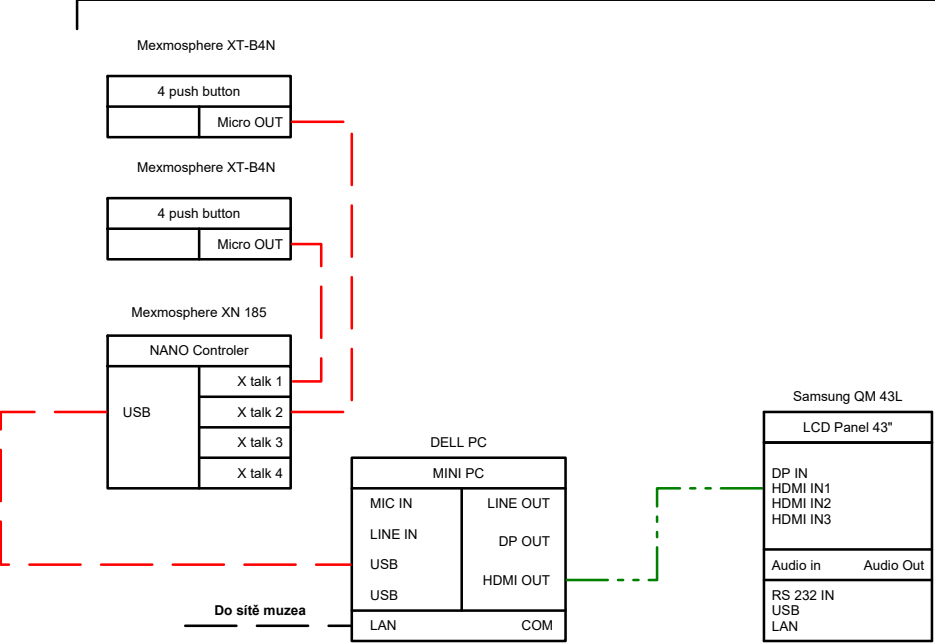 Mexmosphere XT-B4N
4 push button
Micro OUT
Mexmosphere XT-B4N
4 push button
Micro OUT
Mexmosphere XN 185
NANO Controler
USB
X talk 1
X talk 2
X talk 3
X talk 4
DELL PC
MINI PC
MIC IN
LINE IN
USB
USB
LINE OUT
DP OUT
HDMI OUT
LAN COM
Do sítě muzea
Samsung QM 43L
LCD Panel 43"
DP IN
HDMI IN1
HDMI IN2
HDMI IN3
Audio in Audio Out
RS 232 IN
USB
LAN